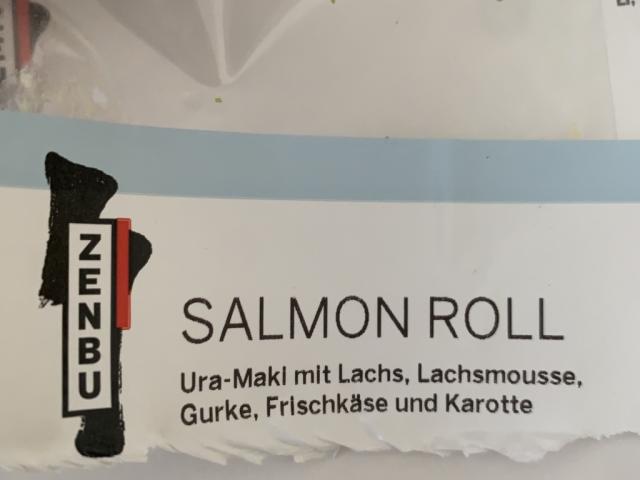 ZENBU
SALMON ROLL
Ura-Maki mit Lachs, Lachsmousse,
Gurke, Frischkäse und Karotte